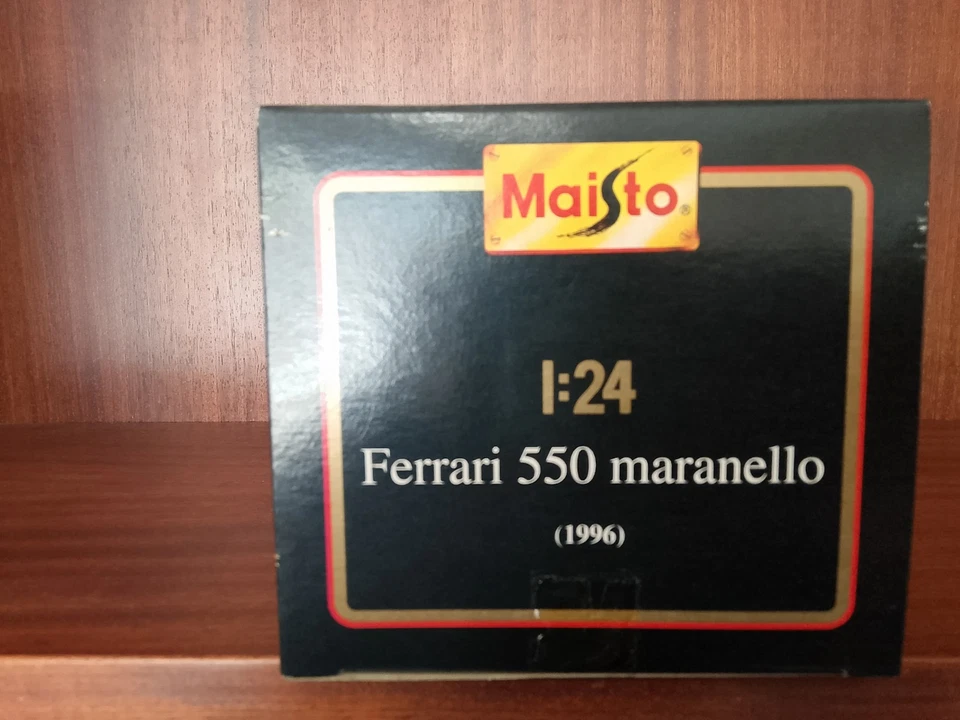 Maisto®
1:24
Ferrari 550 maranello
(1996)